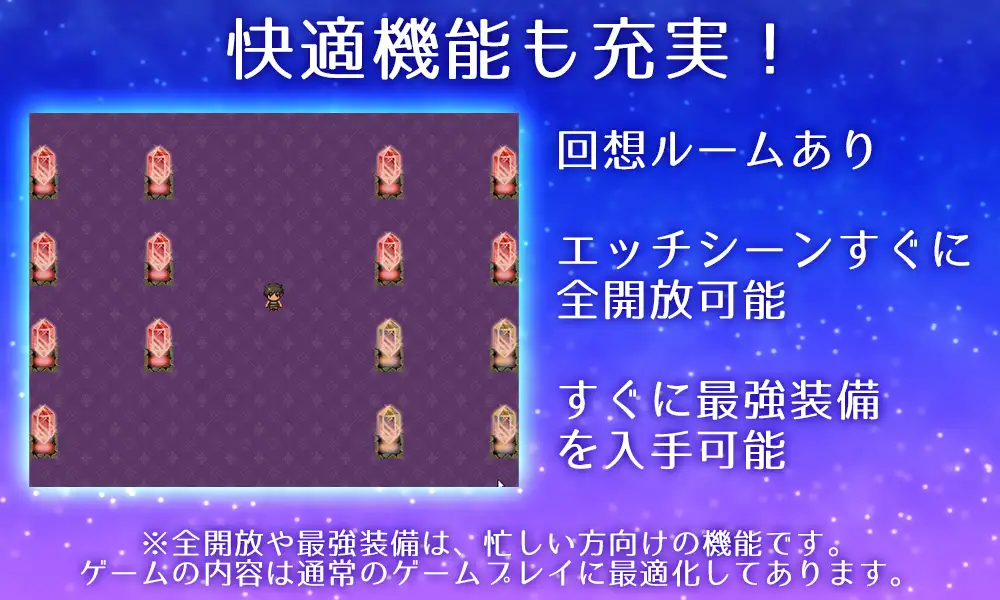 快適機能も充実！
回想ルームあり
エッチシーンすぐに
全開放可能
すぐに最強装備
を入手可能
※全開放や最強装備は、忙しい方向けの機能です。
ゲームの内容は通常のゲームプレイに最適化してあります。